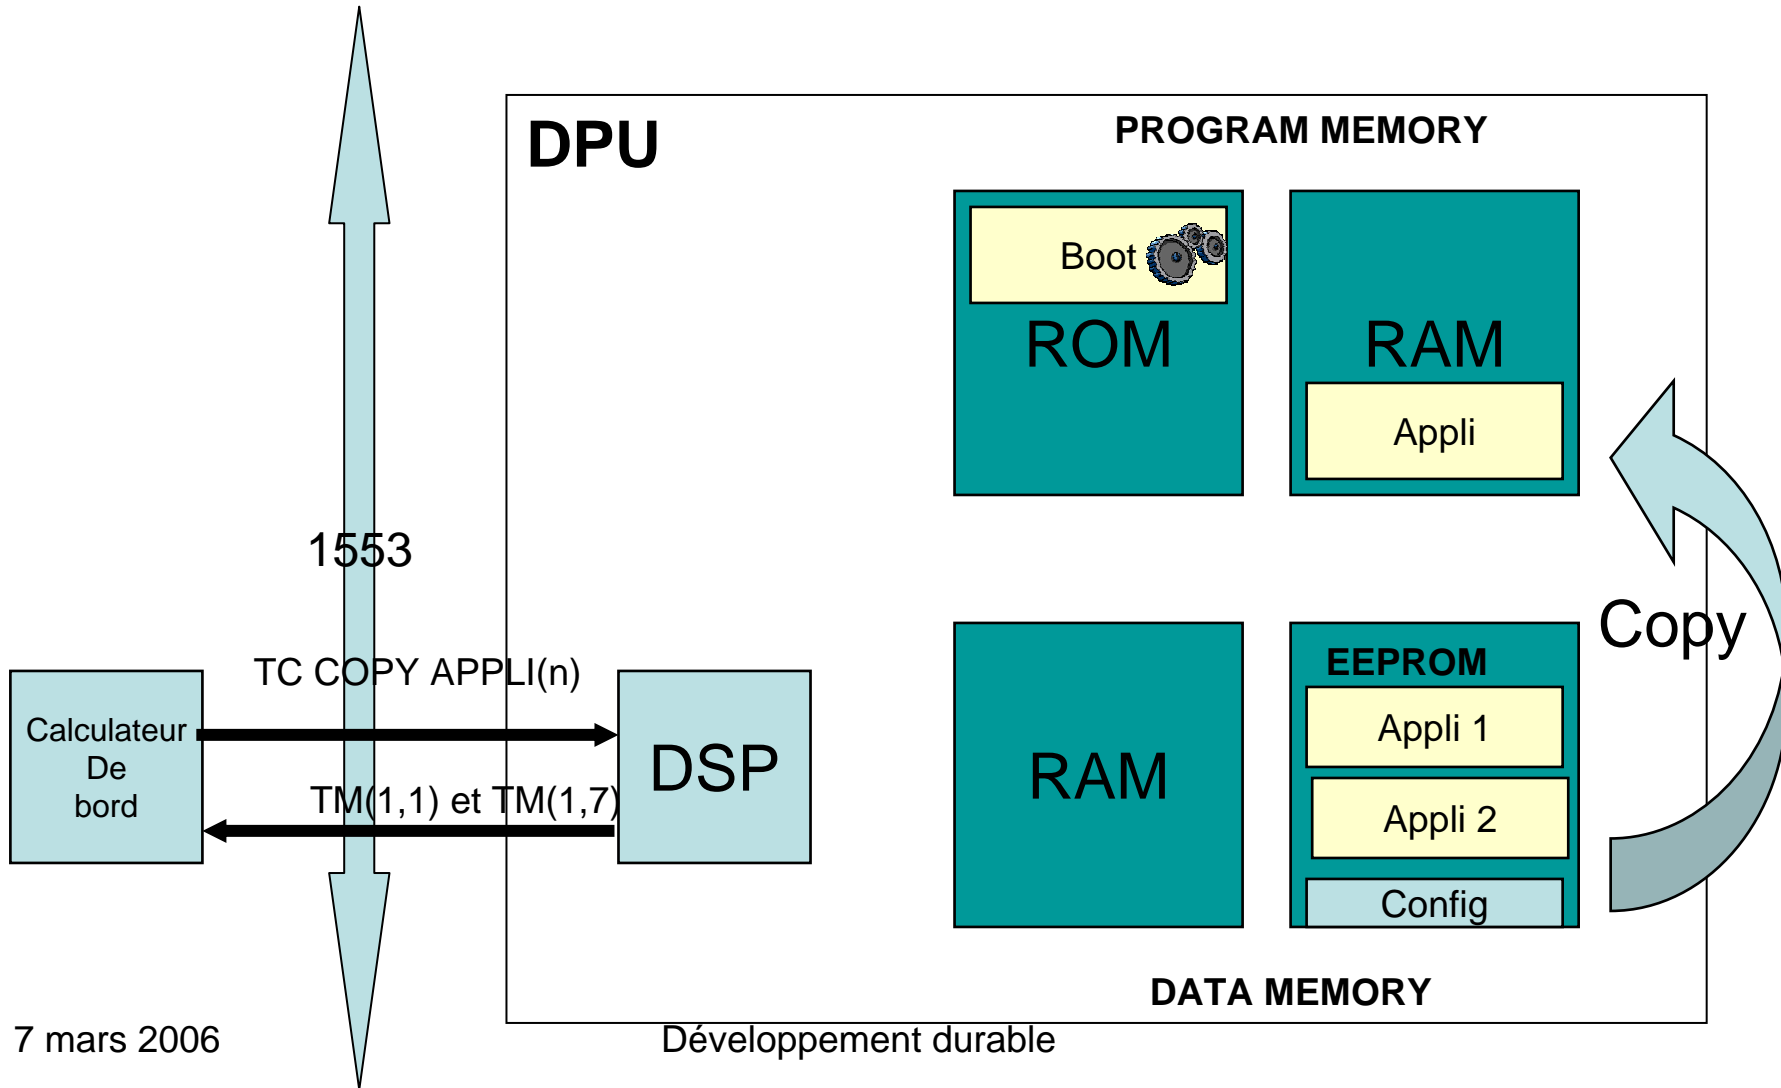 DPU
PROGRAM MEMORY
Boot
ROM
RAM
Appli
1553
Copy
TC COPY APPLI(n)
Calculateur
De
bord
TM(1,1) et TM(1,7)
DSP
RAM
EEPROM
Appli 1
Appli 2
Config
DATA MEMORY
7 mars 2006
Développement durable